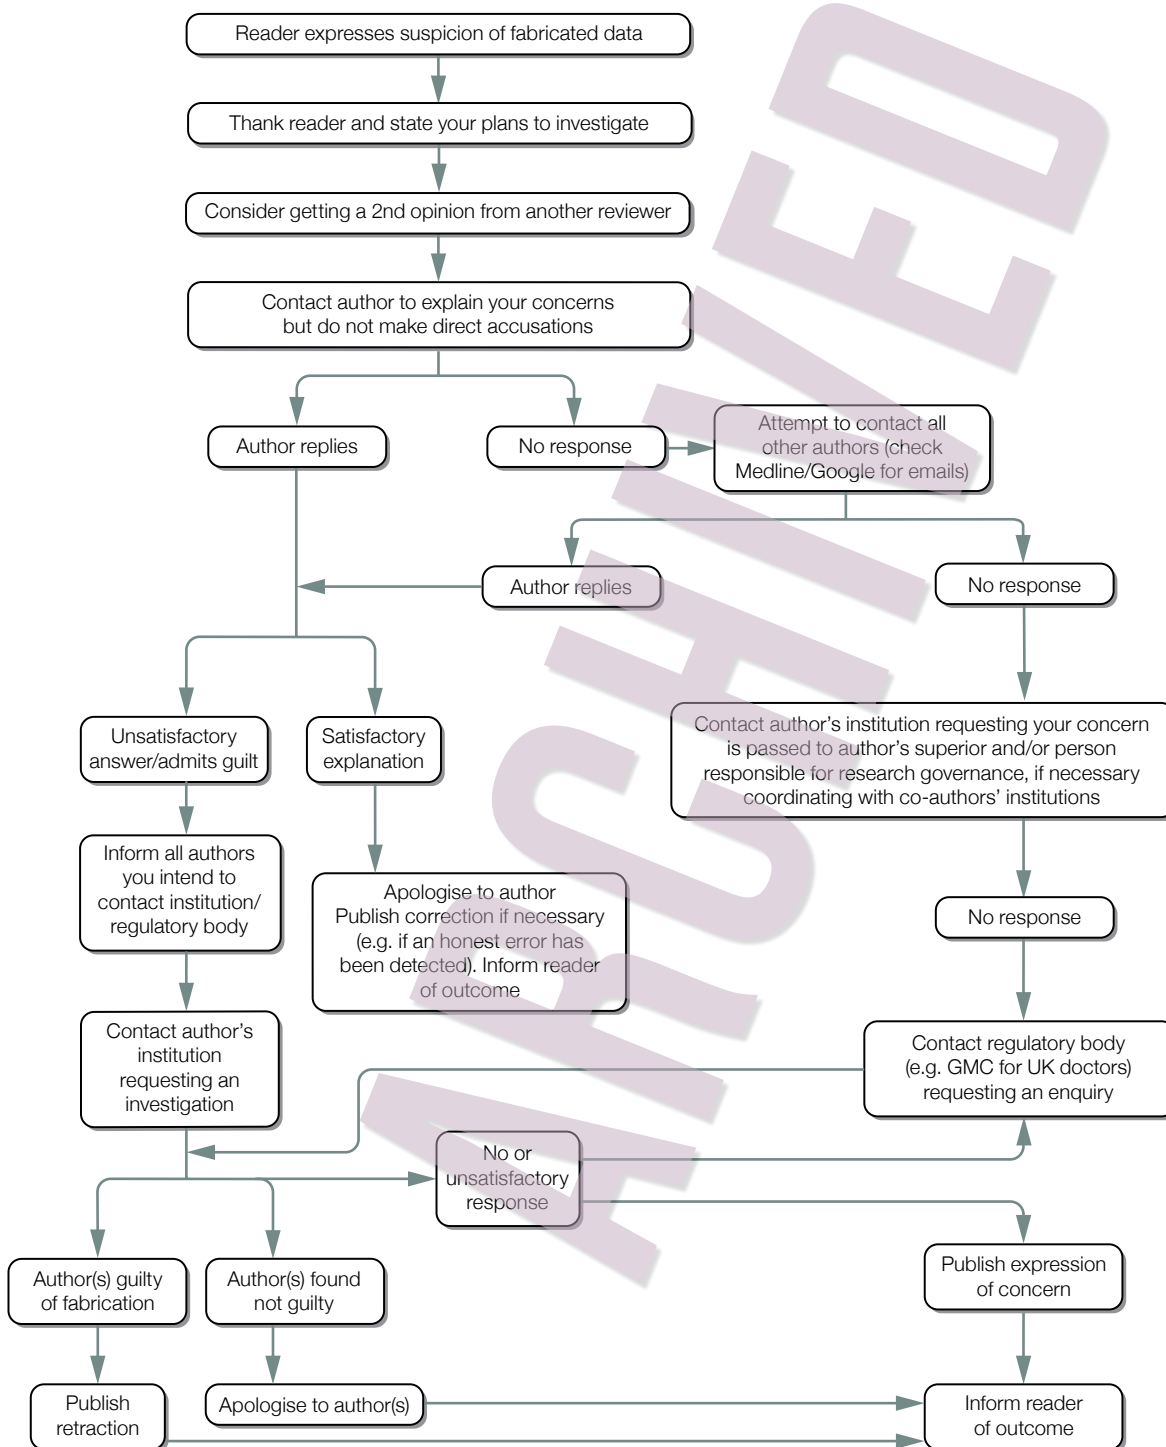 Reader expresses suspicion of fabricated data
Thank reader and state your plans to investigate
Consider getting a 2nd opinion from another reviewer
Contact author to explain your concerns
but do not make direct accusations
Author replies
No response
Attempt to contact all
other authors (check
Medline/Google for emails)
Author replies
No response
Unsatisfactory
answer/admits guilt
Satisfactory
explanation
Contact author's institution requesting your concern
is passed to author's superior and/or person
responsible for research governance, if necessary
coordinating with co-authors' institutions
Inform all authors
you intend to
contact institution/
regulatory body
Apologise to author
Publish correction if necessary
(e.g. if an honest error has
been detected). Inform reader
of outcome
No response
Contact author's
institution
requesting an
investigation
Contact regulatory body
(e.g. GMC for UK doctors)
requesting an enquiry
No or
unsatisfactory
response
Author(s) guilty
of fabrication
Author(s) found
not guilty
Publish expression
of concern
Publish
retraction
Apologise to author(s)
Inform reader
of outcome
ARCHIVED